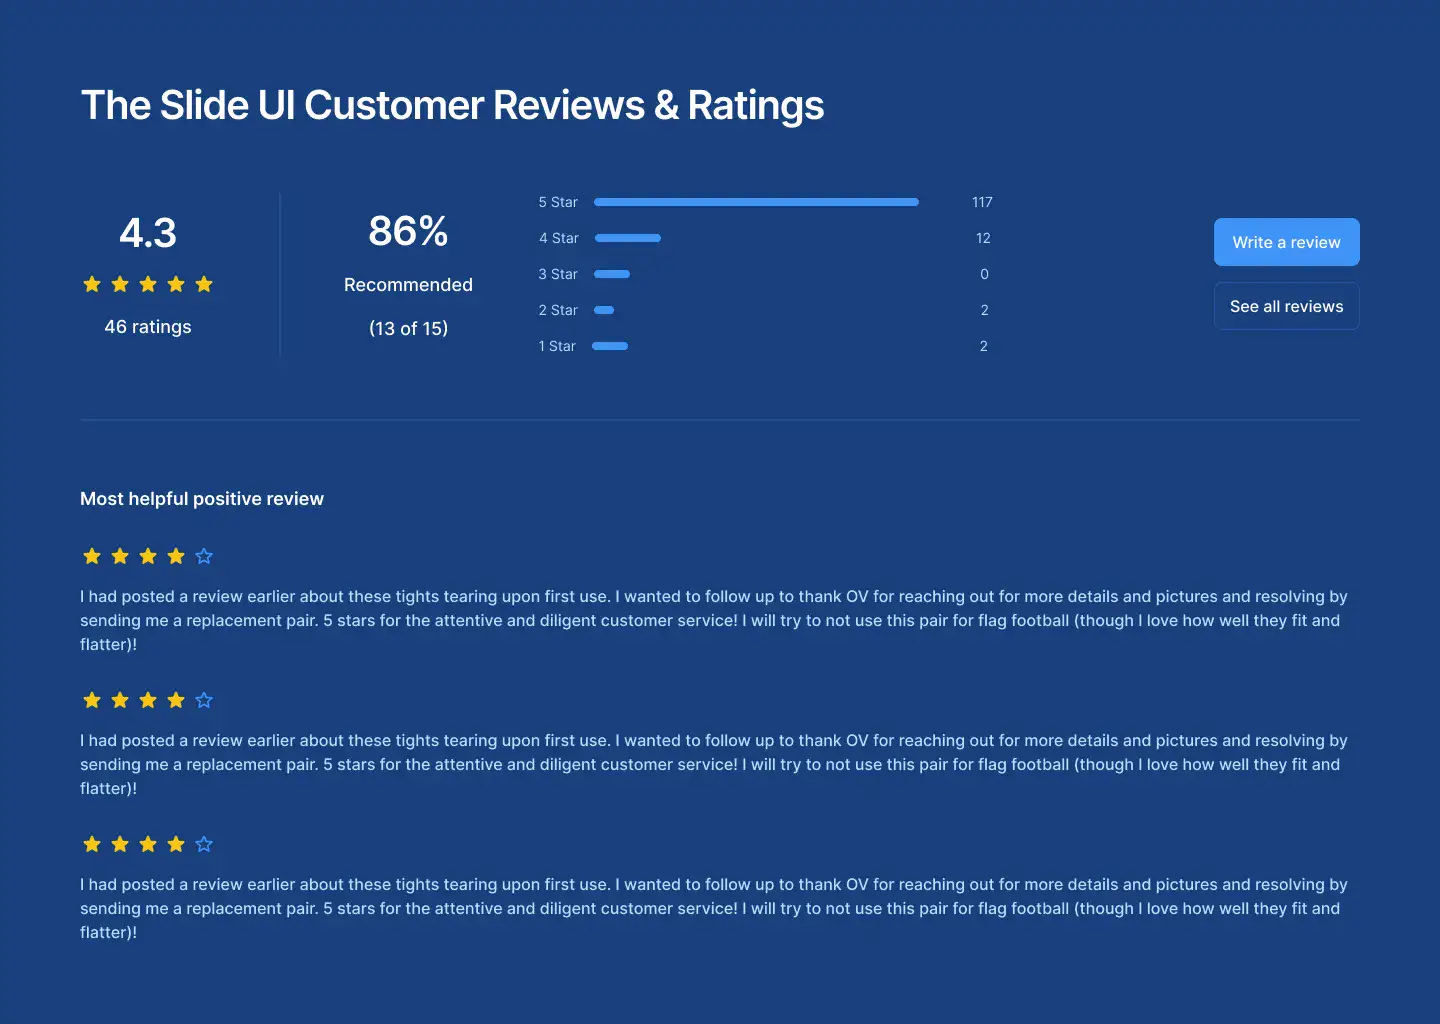 The Slide UI Customer Reviews & Ratings
4.3
46 ratings
86%
Recommended
(13 of 15)
5 Star 117
4 Star 12
3 Star 0
2 Star 2
1 Star 2
Write a review
See all reviews
Most helpful positive review
I had posted a review earlier about these tights tearing upon first use. I wanted to follow up to thank OV for reaching out for more details and pictures and resolving by
sending me a replacement pair. 5 stars for the attentive and diligent customer service! I will try to not use this pair for flag football (though I love how well they fit and
flatter)!
I had posted a review earlier about these tights tearing upon first use. I wanted to follow up to thank OV for reaching out for more details and pictures and resolving by
sending me a replacement pair. 5 stars for the attentive and diligent customer service! I will try to not use this pair for flag football (though I love how well they fit and
flatter)!
I had posted a review earlier about these tights tearing upon first use. I wanted to follow up to thank OV for reaching out for more details and pictures and resolving by
sending me a replacement pair. 5 stars for the attentive and diligent customer service! I will try to not use this pair for flag football (though I love how well they fit and
flatter)!